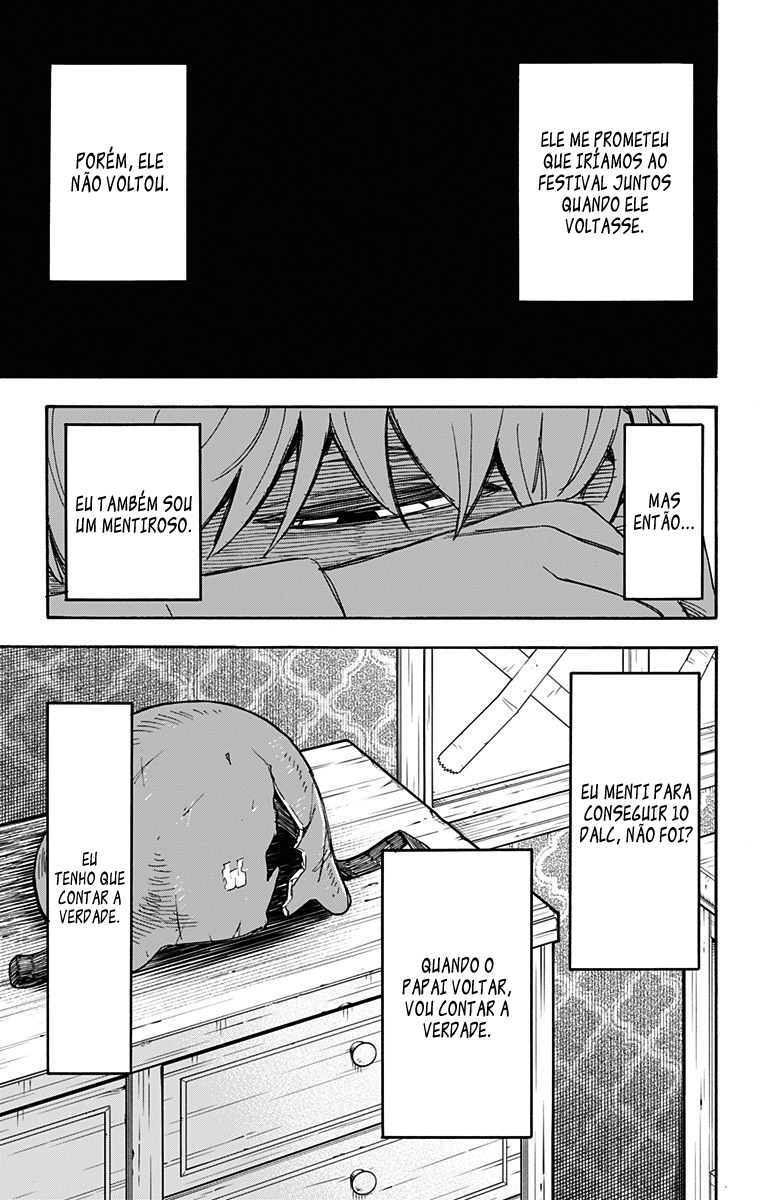 ELE ME PROMETEU
QUE IRÍAMOS AO
FESTIVAL JUNTOS
QUANDO ELE
VOLTASSE.
PORÉM, ELE
NÃO VOLTOU.
MAS
ENTÃO...
EU TAMBÉM SOU
UM MENTIROSO.
EU MENTI PARA
CONSEGUIR 10
DALC, NÃO FOI?
QUANDO O
PAPAI VOLTAR,
VOU CONTAR A
VERDADE.
EU
TENHO QUE
CONTAR A
VERDADE.